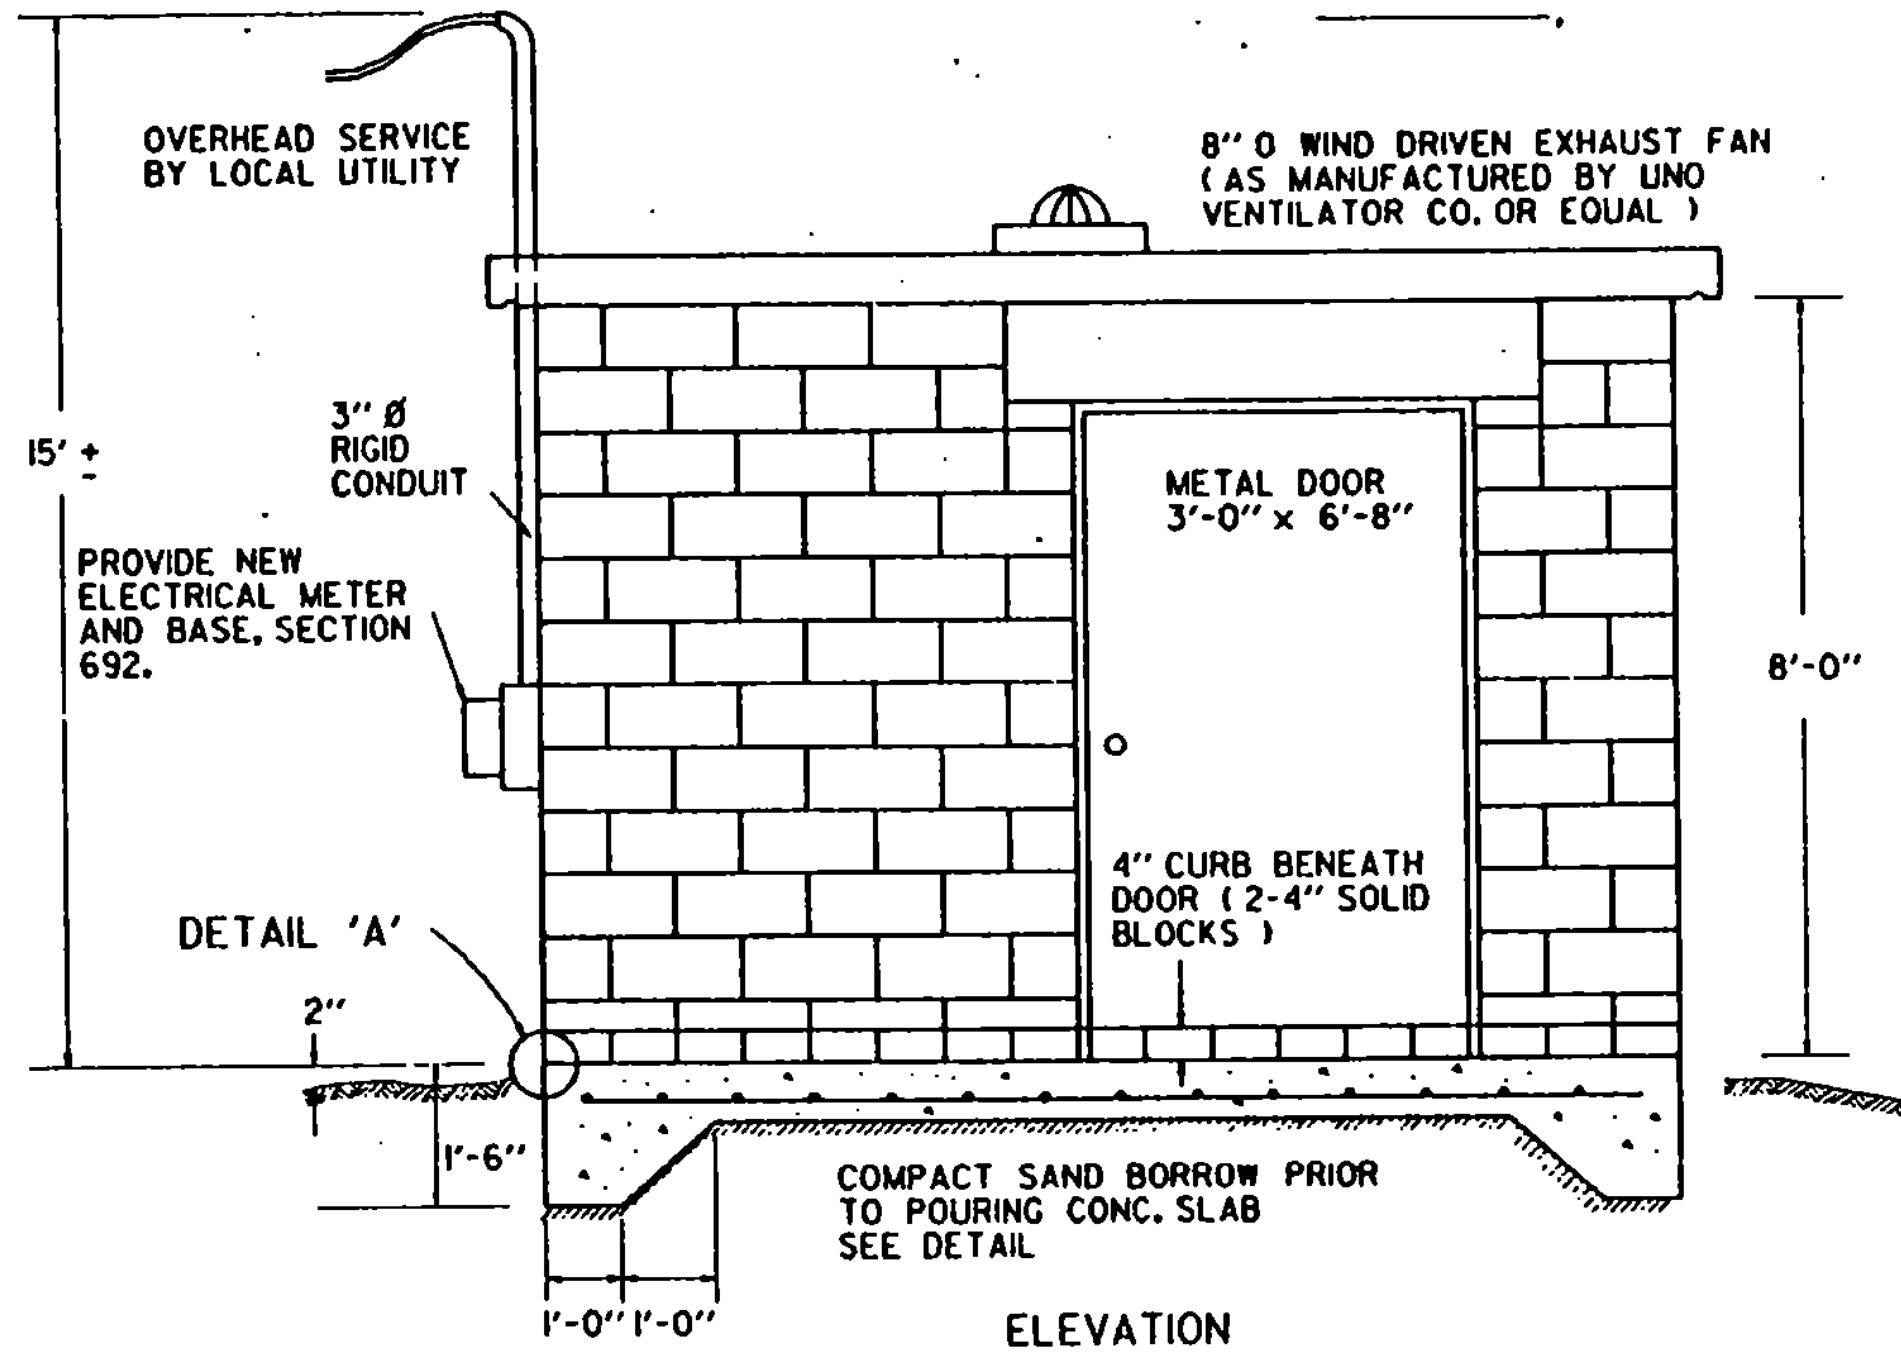 OVERHEAD SERVICE
BY LOCAL UTILITY
8" O WIND DRIVEN EXHAUST FAN
( AS MANUFACTURED BY UNO
VENTILATOR CO. OR EQUAL )
15' ±
3" Ø
RIGID
CONDUIT
METAL DOOR
3'-0" x 6'-8"
PROVIDE NEW
ELECTRICAL METER
AND BASE, SECTION
692.
8'-0"
4" CURB BENEATH
DOOR ( 2-4" SOLID
BLOCKS )
DETAIL 'A'
2"
1'-6"
COMPACT SAND BORROW PRIOR
TO POURING CONC. SLAB
SEE DETAIL
1'-0" 1'-0"
ELEVATION